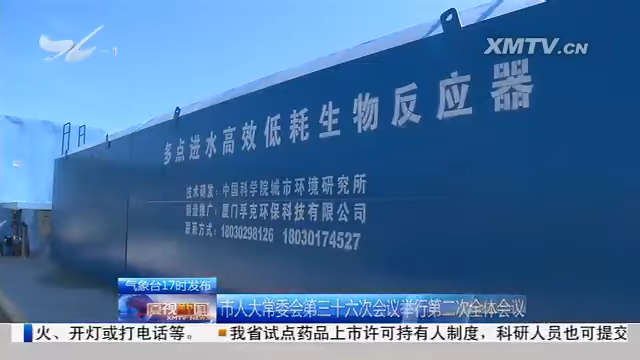 XMTV.CN
多点进水高效低耗生物反应器
技术研发：中国科学院城市环境研究所
制造推广：厦门孚克环保科技有限公司
联系方式：18030298126 18030174527
气象台17时发布
市人大常委会第三十六次会议举行第二次全体会议
XMTV NEWS
火、开灯或打电话等。 我省试点药品上市许可持有人制度，科研人员也可提交